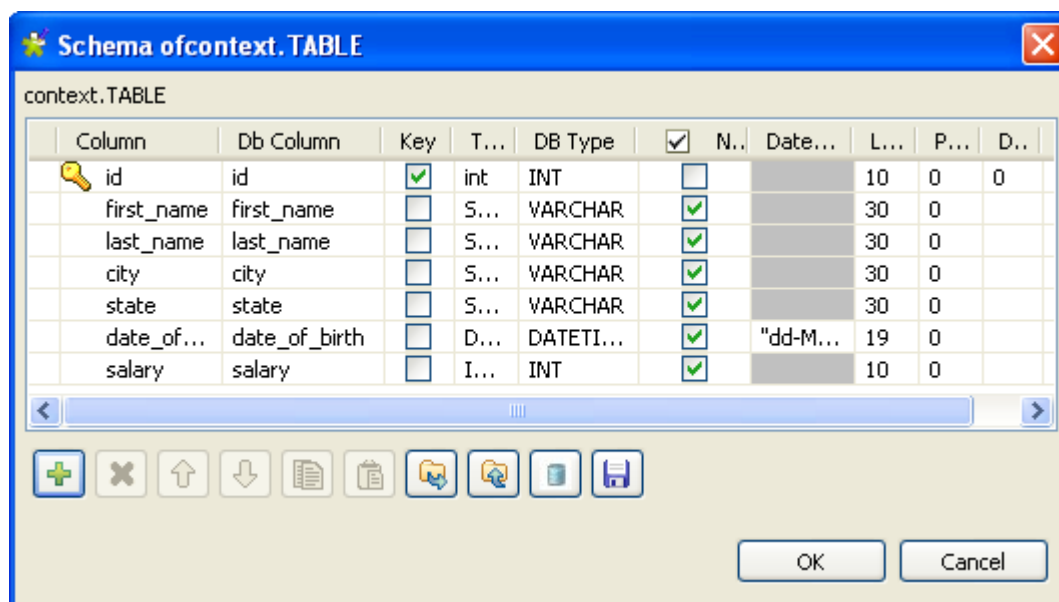 Schema ofcontext.TABLE
context.TABLE
Column Db Column Key T... DB Type N.. Date... L... P... D..
id id int INT 10 0 0
first_name first_name S... VARCHAR 30 0
last_name last_name S... VARCHAR 30 0
city city S... VARCHAR 30 0
state state S... VARCHAR 30 0
date_of... date_of_birth D... DATETI... "dd-M... 19 0
salary salary I... INT 10 0
OK Cancel